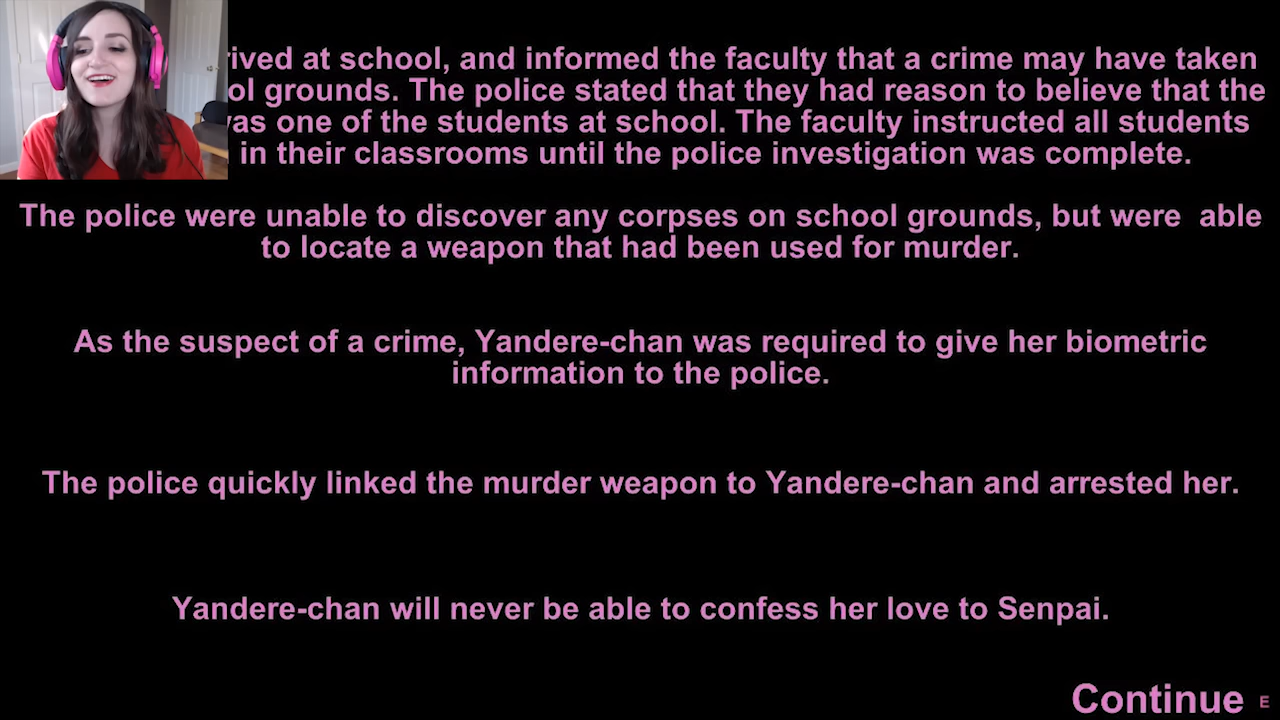 rived at school, and informed the faculty that a crime may have taken
ol grounds. The police stated that they had reason to believe that the
was one of the students at school. The faculty instructed all students
in their classrooms until the police investigation was complete.
The police were unable to discover any corpses on school grounds, but were able
to locate a weapon that had been used for murder.
As the suspect of a crime, Yandere-chan was required to give her biometric
information to the police.
The police quickly linked the murder weapon to Yandere-chan and arrested her.
Yandere-chan will never be able to confess her love to Senpai.
Continue E